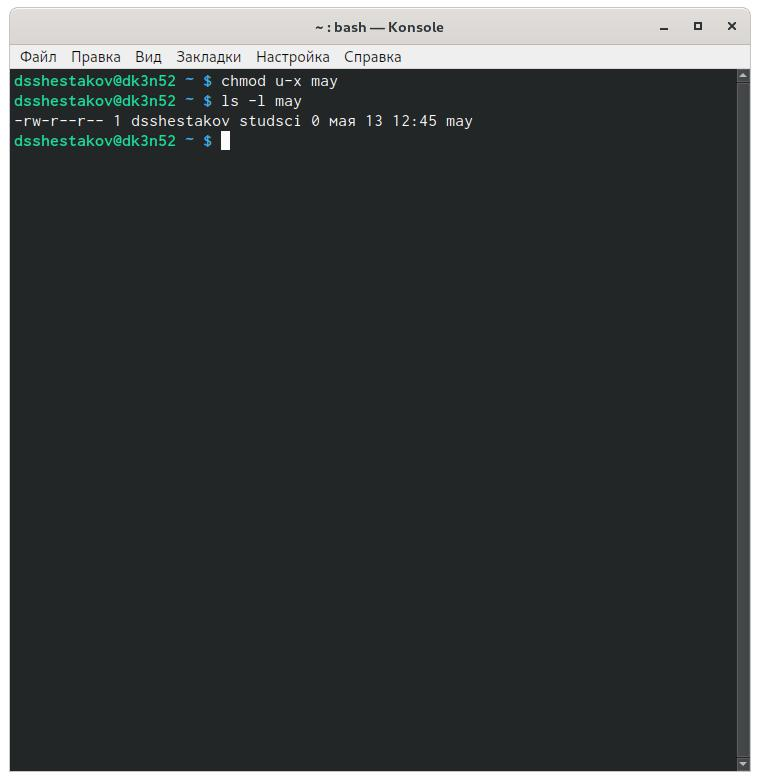 ~ : bash — Konsole
Файл Правка Вид Закладки Настройка Справка
dsshestakov@dk3n52 ~ $ chmod u-x may
dsshestakov@dk3n52 ~ $ ls -l may
-rw-r--r-- 1 dsshestakov studsci 0 мая 13 12:45 may
dsshestakov@dk3n52 ~ $